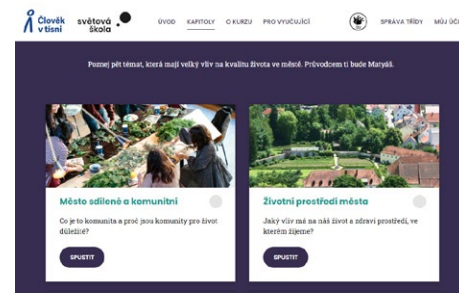 Člověk v tísni
světová škola
ÚVOD KAPITOLY O KURZU PRO VYUČUJÍCÍ SPRÁVA TŘÍDY MŮJ ÚČ
Poznej pět témat, která mají velký vliv na kvalitu života ve městě. Průvodcem ti bude Matyáš.
Město sdílené a komunitní
Co je to komunita a proč jsou komunity pro život
důležité?
SPUSTIT
Životní prostředí města
Jaký vliv má na náš život a zdraví prostředí, ve
kterém žijeme?
SPUSTIT